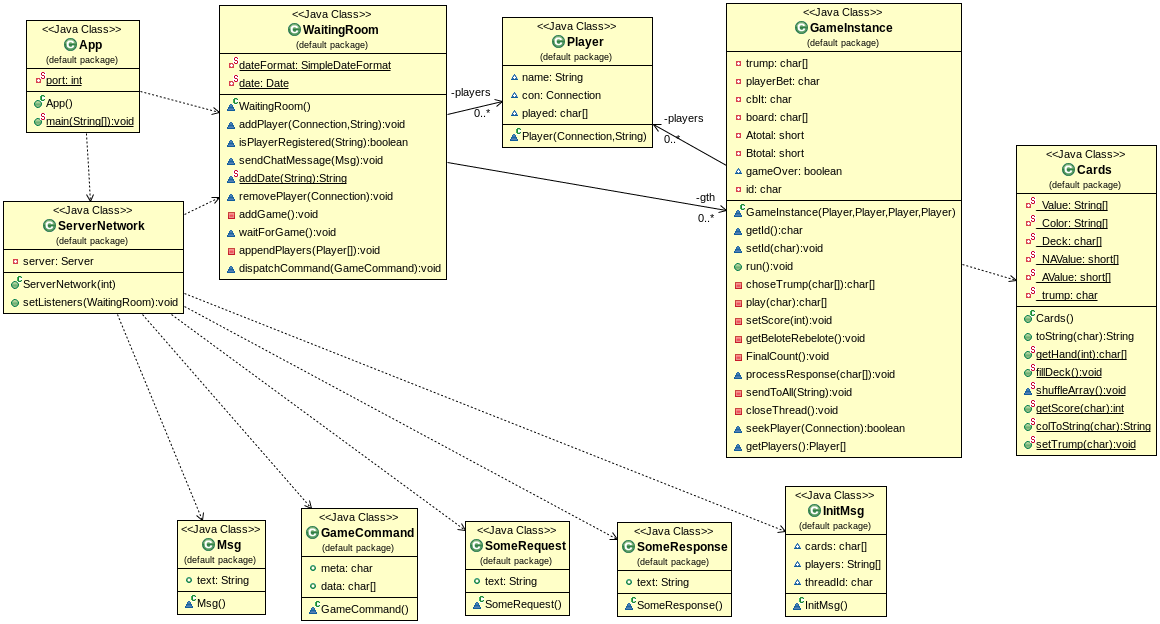 <<Java Class>>
App
(default package)
port: int
App()
main(String[]):void
<<Java Class>>
WaitingRoom
(default package)
dateFormat: SimpleDateFormat
date: Date
WaitingRoom()
addPlayer(Connection,String):void
isPlayerRegistered(String):boolean
sendChatMessage(Msg):void
addDate(String):String
removePlayer(Connection):void
addGame():void
waitForGame():void
appendPlayers(Player[]):void
dispatchCommand(GameCommand):void
-players
0..*
<<Java Class>>
Player
(default package)
name: String
con: Connection
played: char[]
Player(Connection,String)
-players
0..*
-gth
0..*
<<Java Class>>
GameInstance
(default package)
trump: char[]
playerBet: char
cblt: char
board: char[]
Atotal: short
Btotal: short
gameOver: boolean
id: char
GameInstance(Player,Player,Player,Player)
getId():char
setId(char):void
run():void
choseTrump(char[]):char[]
play(char):char[]
setScore(int):void
getBeloteRebelote():void
FinalCount():void
processResponse(char[]):void
sendToAll(String):void
closeThread():void
seekPlayer(Connection):boolean
getPlayers():Player[]
<<Java Class>>
Cards
(default package)
_Value: String[]
_Color: String[]
_Deck: char[]
_NAValue: short[]
_AValue: short[]
_trump: char
Cards()
toString(char):String
getHand(int):char[]
fillDeck():void
shuffleArray():void
getScore(char):int
colToString(char):String
setTrump(char):void
<<Java Class>>
ServerNetwork
(default package)
server: Server
ServerNetwork(int)
setListeners(WaitingRoom):void
<<Java Class>>
Msg
(default package)
text: String
Msg()
<<Java Class>>
GameCommand
(default package)
meta: char
data: char[]
GameCommand()
<<Java Class>>
SomeRequest
(default package)
text: String
SomeRequest()
<<Java Class>>
SomeResponse
(default package)
text: String
SomeResponse()
<<Java Class>>
InitMsg
(default package)
cards: char[]
players: String[]
threadId: char
InitMsg()